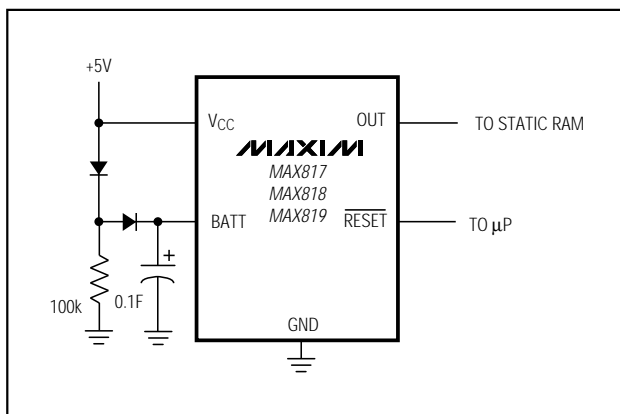 +5V
VCC
OUT
TO STATIC RAM
MAXIM
MAX817
MAX818
MAX819
BATT
RESET
TO μP
+
100k
0.1F
GND